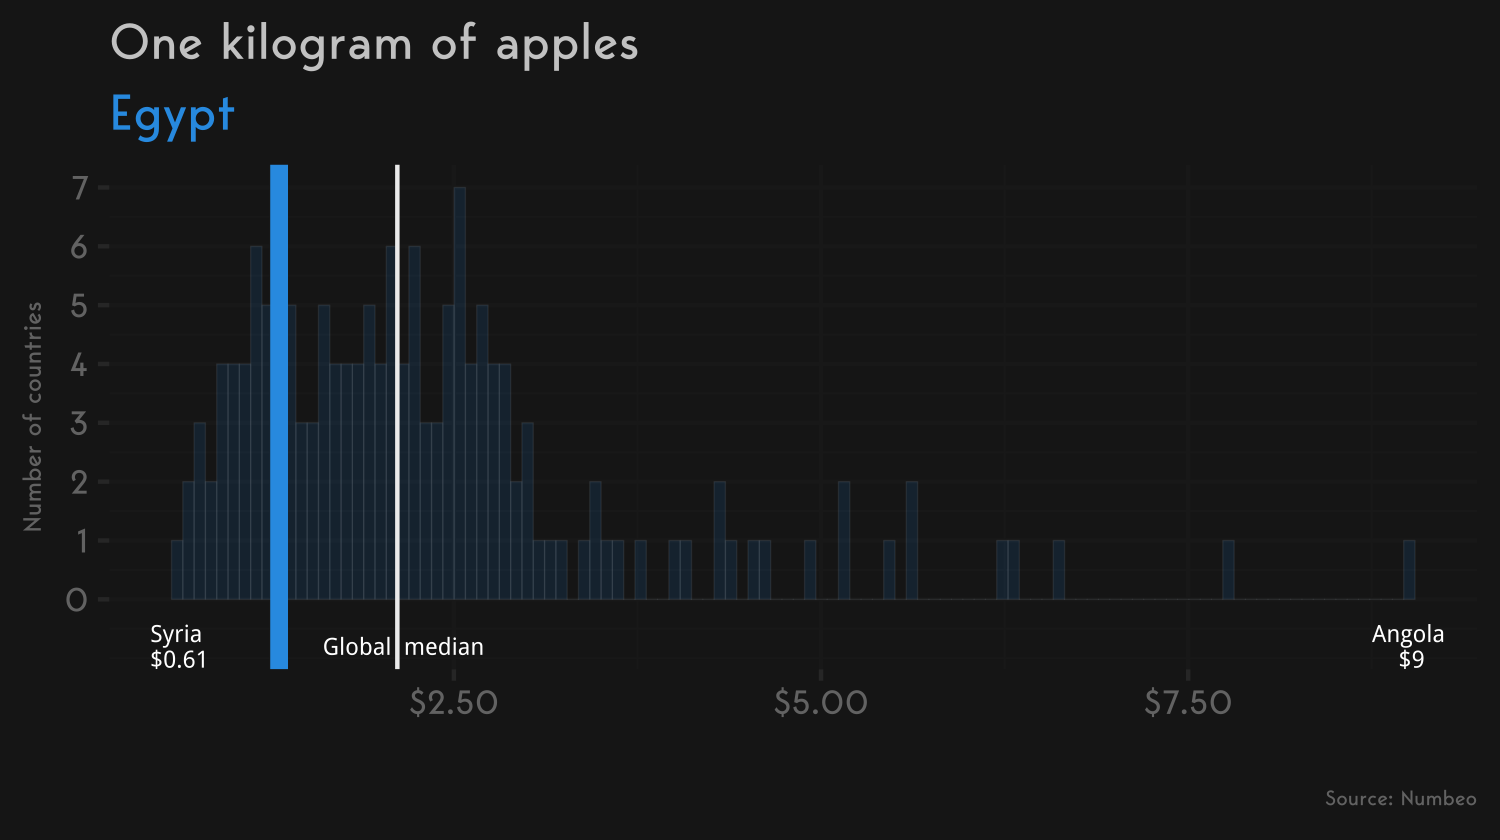 One kilogram of apples
Egypt
Number of countries
7
6
5
4
3
2
1
0
Syria
$0.61
Global median
Angola
$9
$2.50
$5.00
$7.50
Source: Numbeo